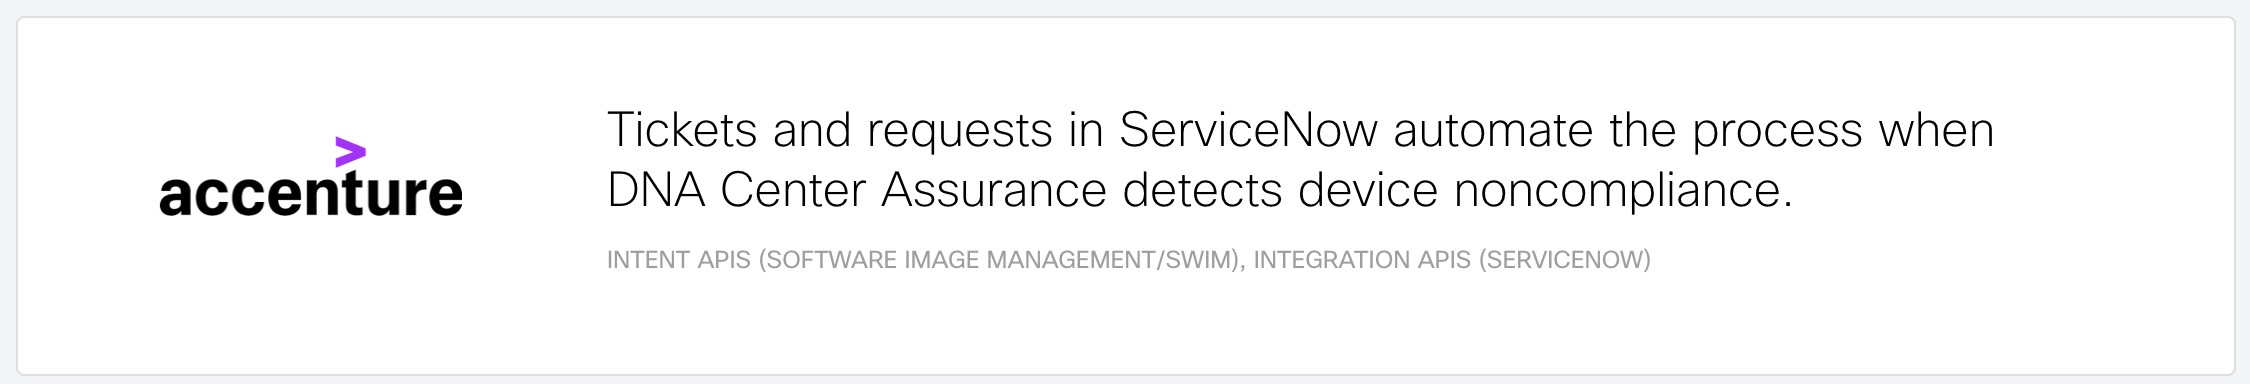 accenture
Tickets and requests in ServiceNow automate the process when
DNA Center Assurance detects device noncompliance.
INTENT APIS (SOFTWARE IMAGE MANAGEMENT/SWIM), INTEGRATION APIS (SERVICENOW)